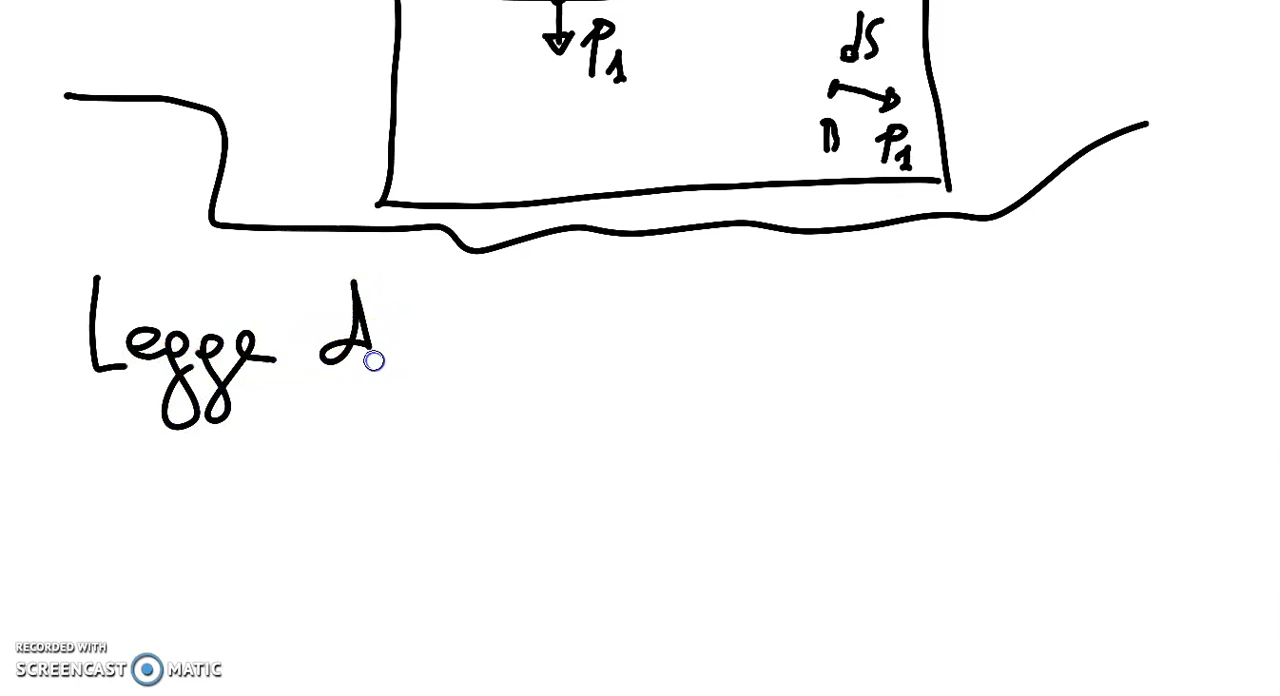 P1
dS
B P1
Legge d
RECORDED WITH
SCREENCAST MATIC